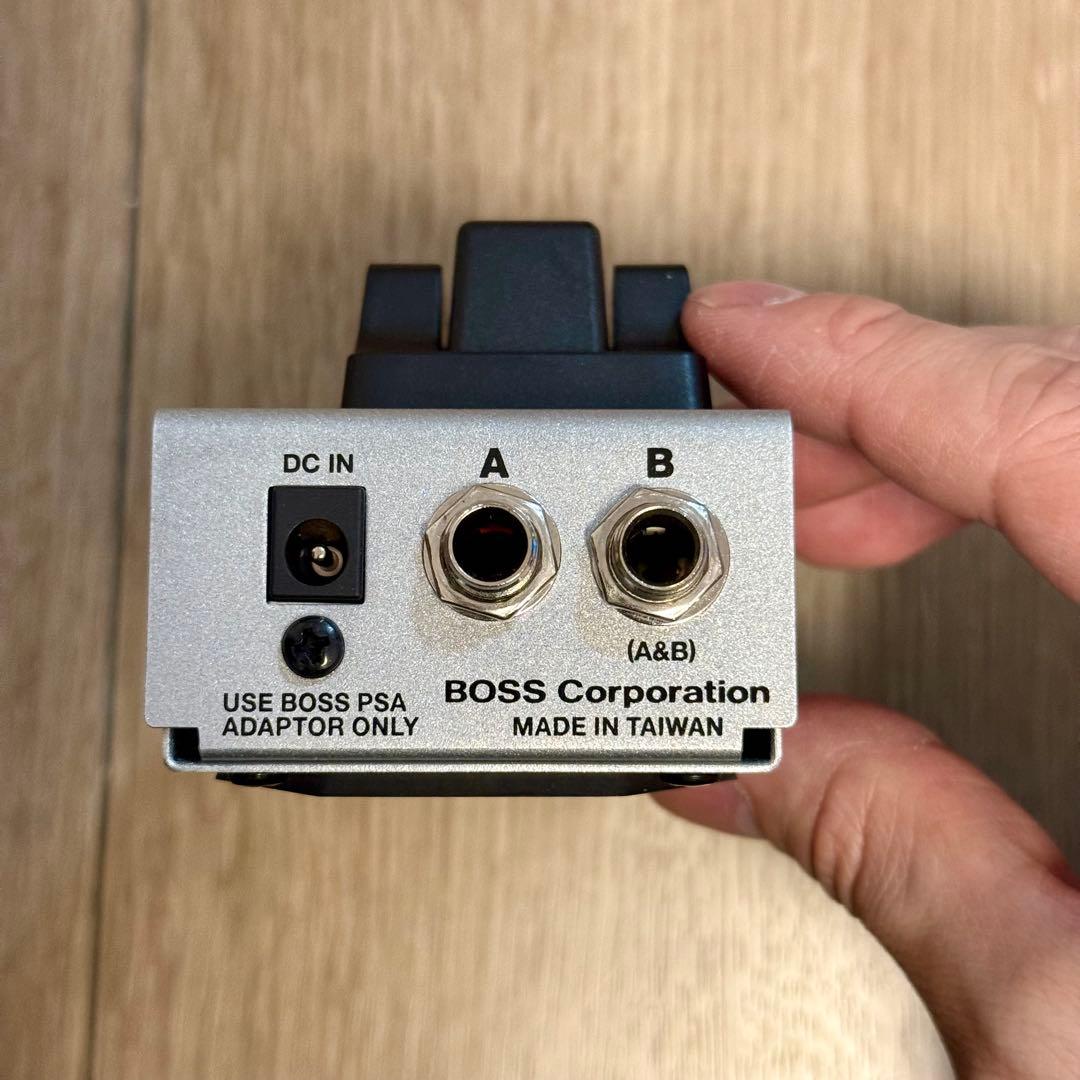 DC IN
A
B
(A&B)
USE BOSS PSA
ADAPTOR ONLY
BOSS Corporation
MADE IN TAIWAN